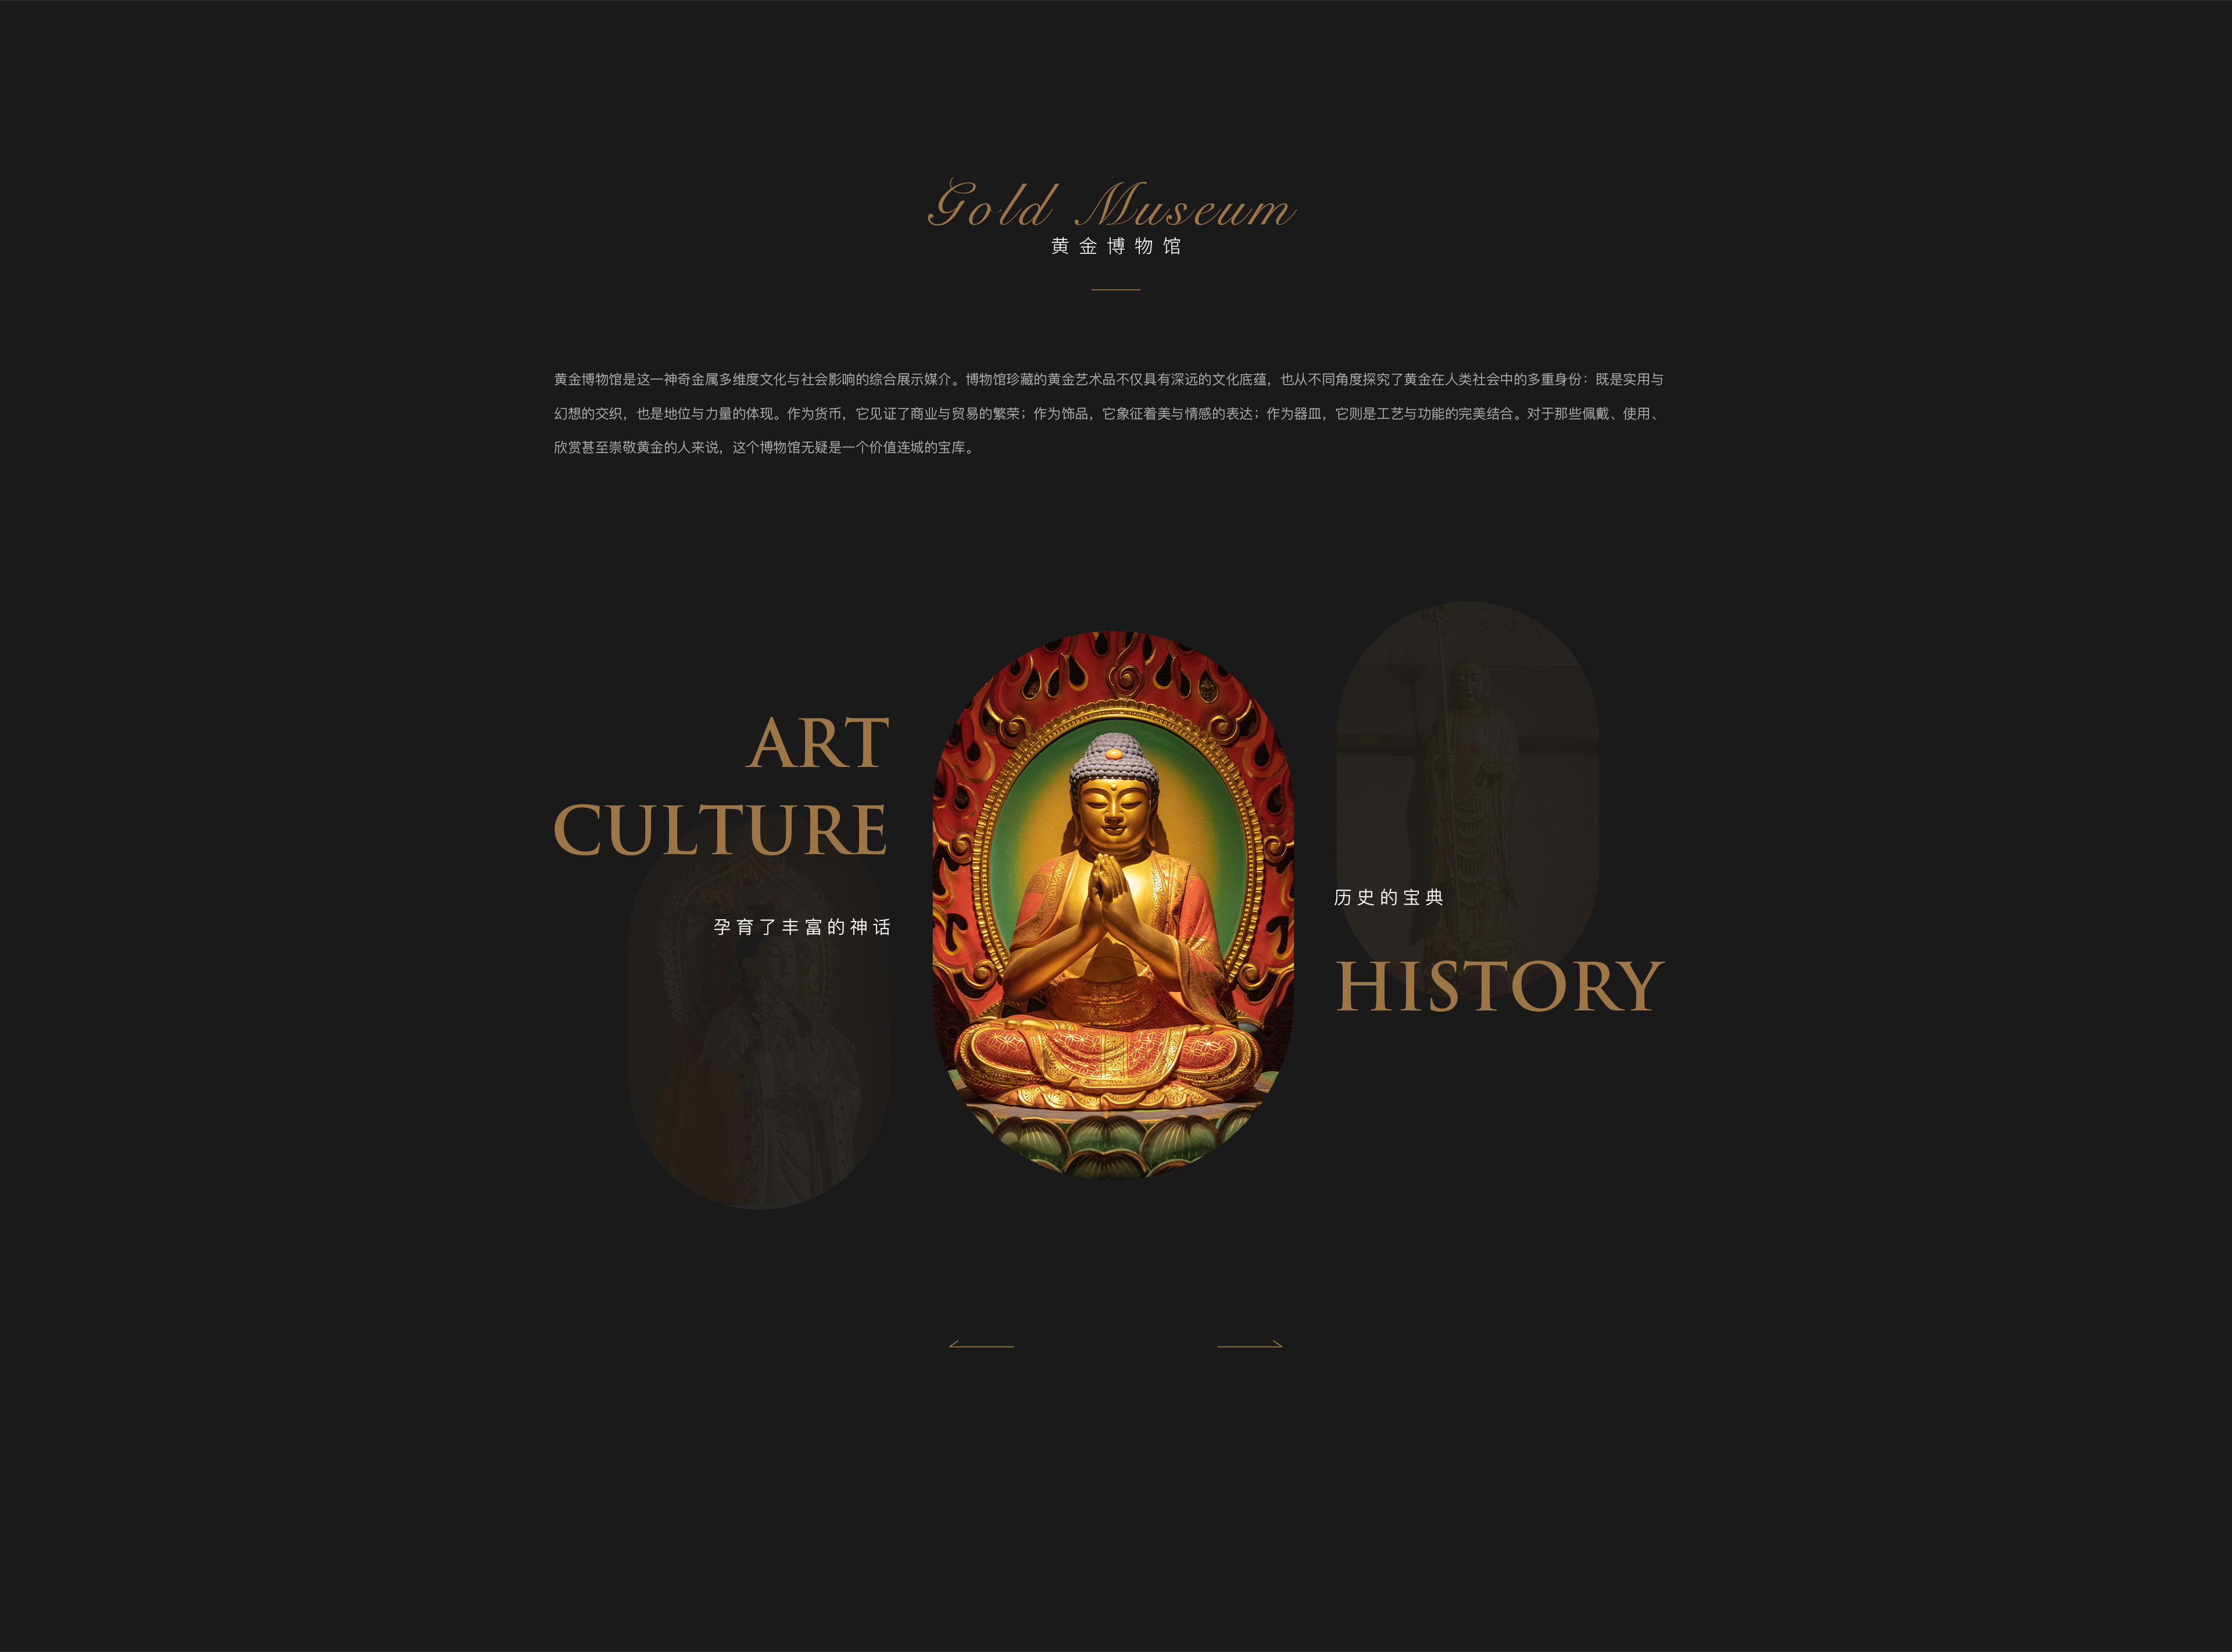 Gold Museum
黄金博物馆
黄金博物馆是这一神奇金属多维度文化与社会影响的综合展示媒介。博物馆珍藏的黄金艺术品不仅具有深远的文化底蕴，也从不同角度探究了黄金在人类社会中的多重身份：既是实用与
幻想的交织，也是地位与力量的体现。作为货币，它见证了商业与贸易的繁荣；作为饰品，它象征着美与情感的表达；作为器皿，它则是工艺与功能的完美结合。对于那些佩戴、使用、
欣赏甚至崇敬黄金的人来说，这个博物馆无疑是一个价值连城的宝库。
ART
CULTURE
孕育了丰富的神话
历史的宝典
HISTORY